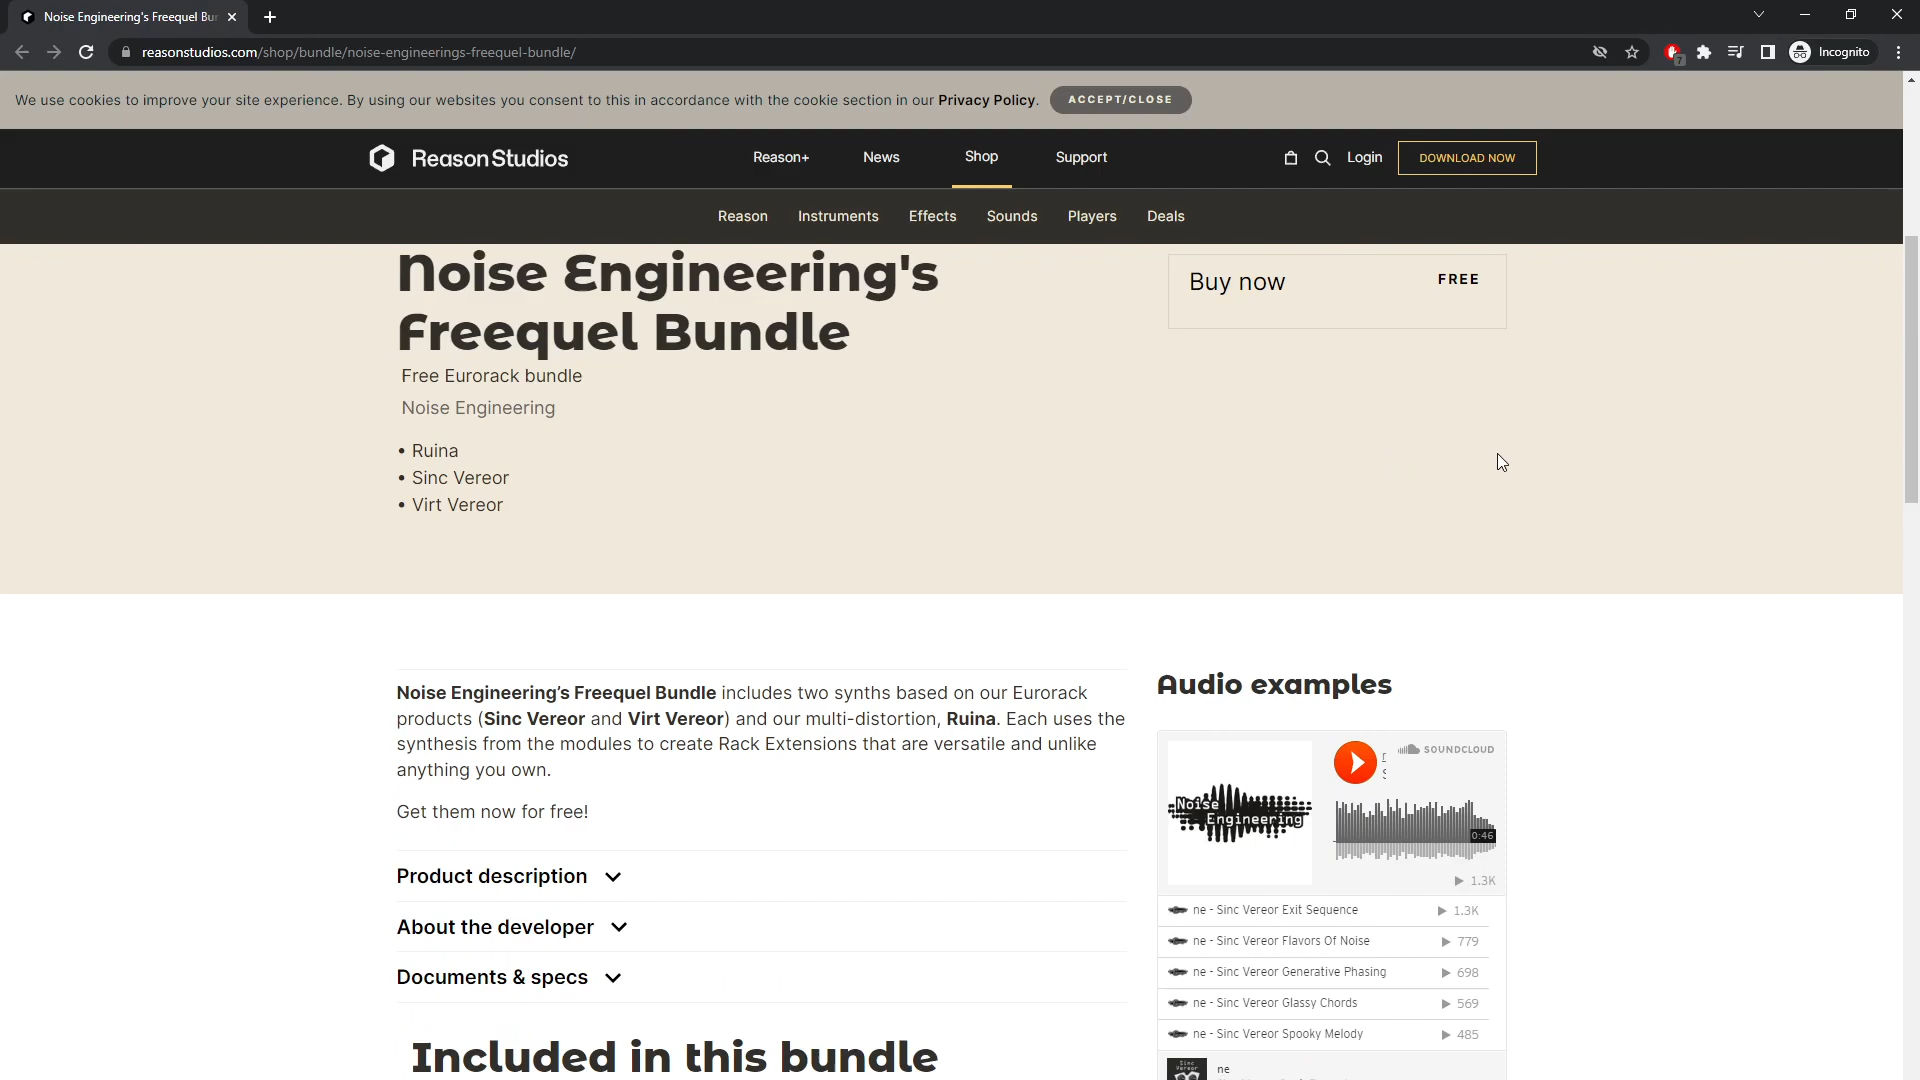 Noise Engineering's Freequel Bun
reasonstudios.com/shop/bundle/noise-engineerings-freequel-bundle/
7
Incognito
We use cookies to improve your site experience. By using our websites you consent to this in accordance with the cookie section in our Privacy Policy.
ACCEPT/CLOSE
Reason Studios
Reason+
News
Shop
Support
Login
DOWNLOAD NOW
Reason
Instruments
Effects
Sounds
Players
Deals
Noise Engineering's
Freequel Bundle
Free Eurorack bundle
Noise Engineering
• Ruina
• Sinc Vereor
• Virt Vereor
Buy now
FREE
Noise Engineering’s Freequel Bundle includes two synths based on our Eurorack
products (Sinc Vereor and Virt Vereor) and our multi-distortion, Ruina. Each uses the
synthesis from the modules to create Rack Extensions that are versatile and unlike
anything you own.
Get them now for free!
Product description
About the developer
Documents & specs
Included in this bundle
Audio examples
SOUNDCLOUD
Noise
Engineering
0:46
1.3K
ne - Sinc Vereor Exit Sequence
1.3K
ne - Sinc Vereor Flavors Of Noise
779
ne - Sinc Vereor Generative Phasing
698
ne - Sinc Vereor Glassy Chords
569
ne - Sinc Vereor Spooky Melody
485
Sinc
Vereor
ne